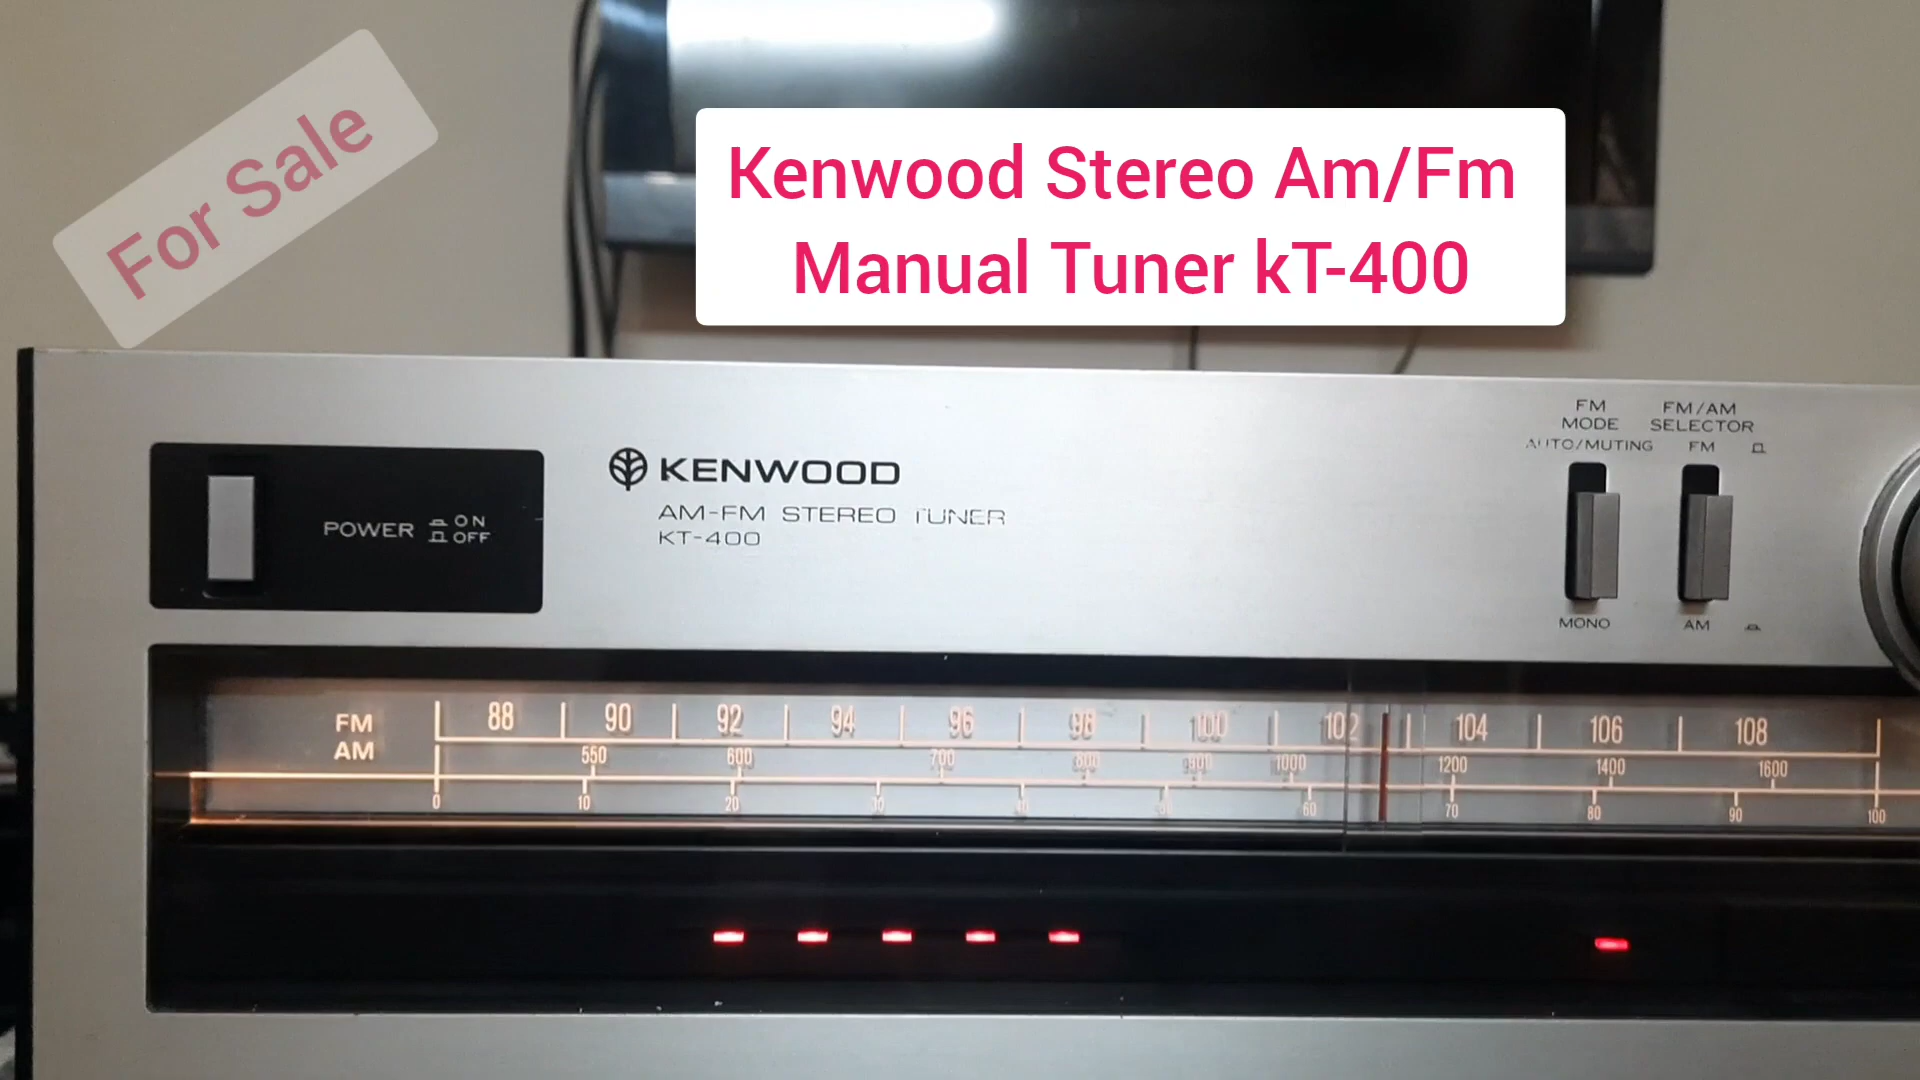 For Sale
Kenwood Stereo Am/Fm
Manual Tuner kT-400
POWER ON
OFF
KENWOOD
AM-FM STEREO TUNER
KT-400
FM
MODE
AUTO/MUTING
MONO
FM/AM
SELECTOR
FM
AM
FM 88 90 92 94 96 98 100 102 104 106 108
AM 550 600 700 800 900 1000 1200 1400 1600
0 10 20 30 40 50 60 70 80 90 100